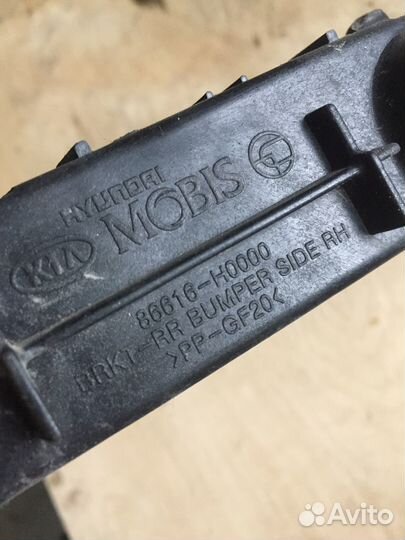 HYUNDAI
KIA MOBIS
86616-H0000
BRKT-RR BUMPER SIDE RH
>PP-GF20<
Avito